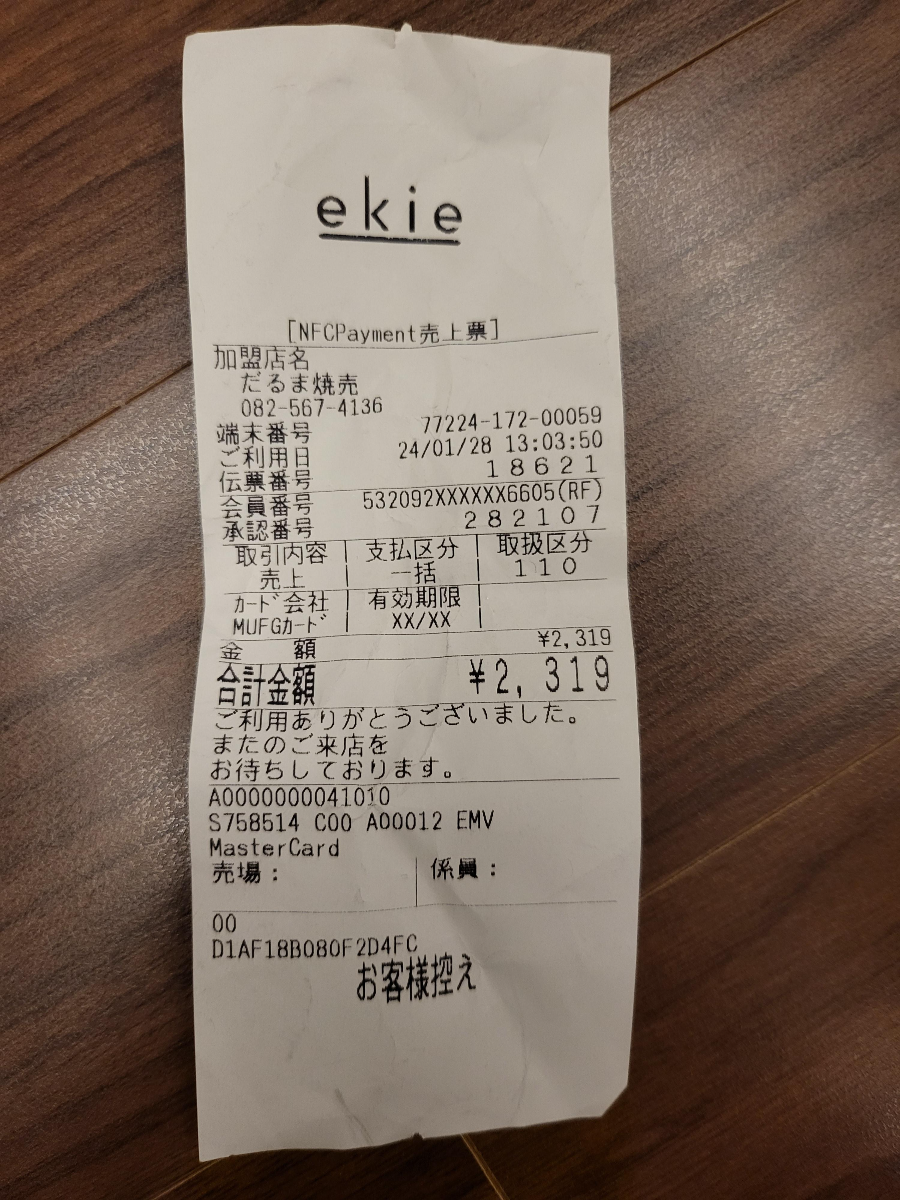 ekie
[NFCPayment売上票]
加盟店名
だるま焼売
082-567-4136
端末番号 77224-172-00059
ご利用日 24/01/28 13:03:50
伝票番号 18621
会員番号 532092XXXXXX6605(RF)
承認番号 282107
取引内容 支払区分 取扱区分
売上 一括 110
カード会社 有効期限
MUFGカード XX/XX
金 額 ¥2,319
合計金額 ¥2,319
ご利用ありがとうございました。
またのご来店を
お待ちしております。
A0000000041010
S758514 C00 A00012 EMV
MasterCard
売場: 係員:
00
D1AF18B080F2D4FC
お客様控え